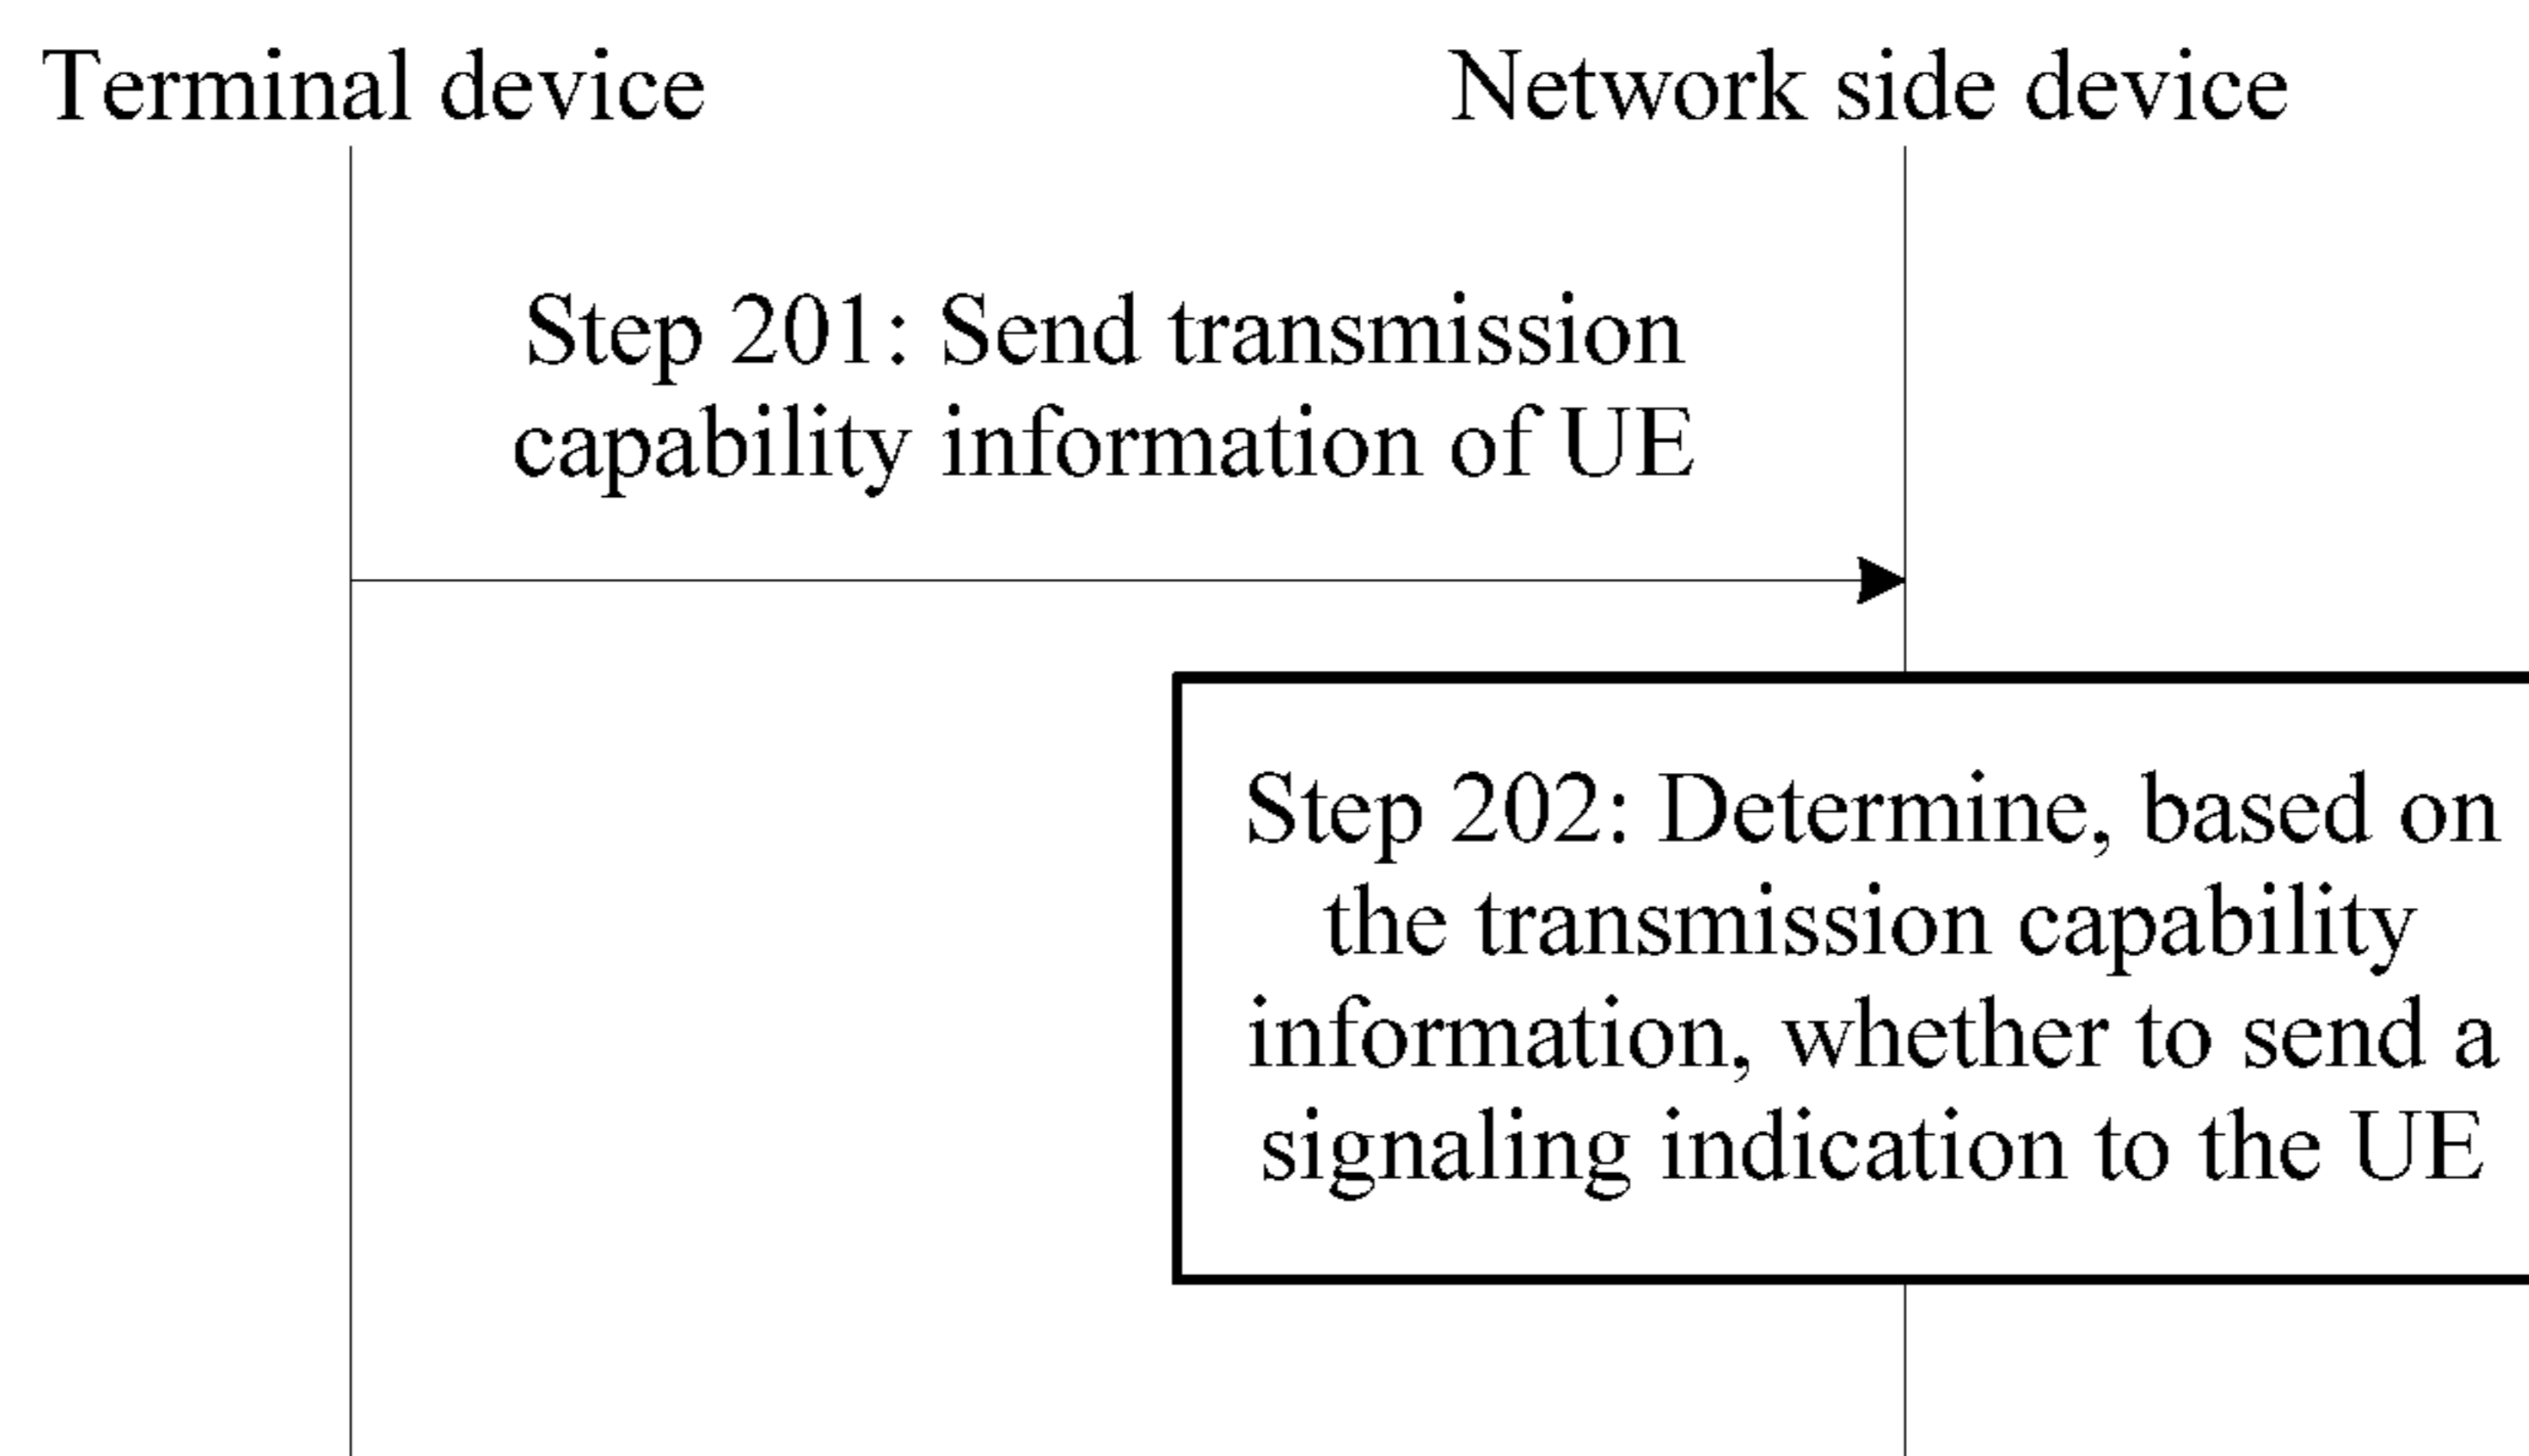 Terminal device
Network side device
Step 201: Send transmission
capability information of UE
Step 202: Determine, based on
the transmission capability
information, whether to send a
signaling indication to the UE